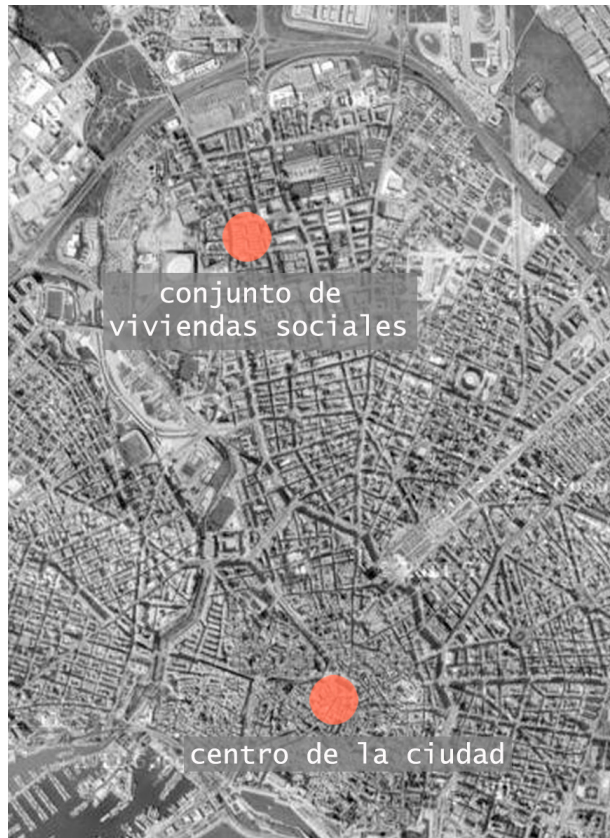 conjunto de
viviendas sociales
centro de la ciudad